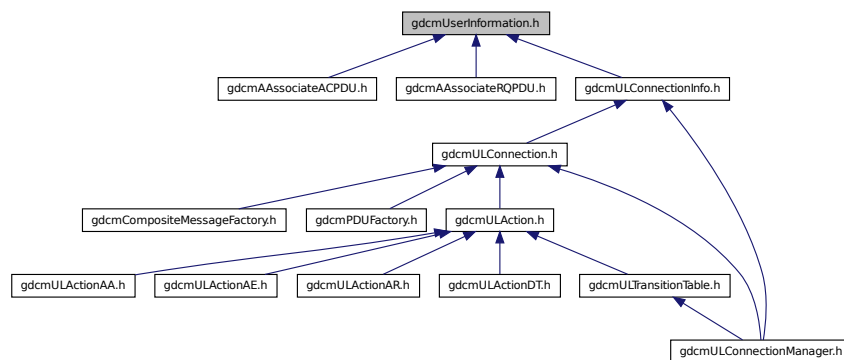 gdcmUserInformation.h
gdcmAAssociateACPDU.h
gdcmAAssociateRQPDU.h
gdcmULConnectionInfo.h
gdcmULConnection.h
gdcmCompositeMessageFactory.h
gdcmPDUFactory.h
gdcmULAction.h
gdcmULActionAA.h
gdcmULActionAE.h
gdcmULActionAR.h
gdcmULActionDT.h
gdcmULTransitionTable.h
gdcmULConnectionManager.h